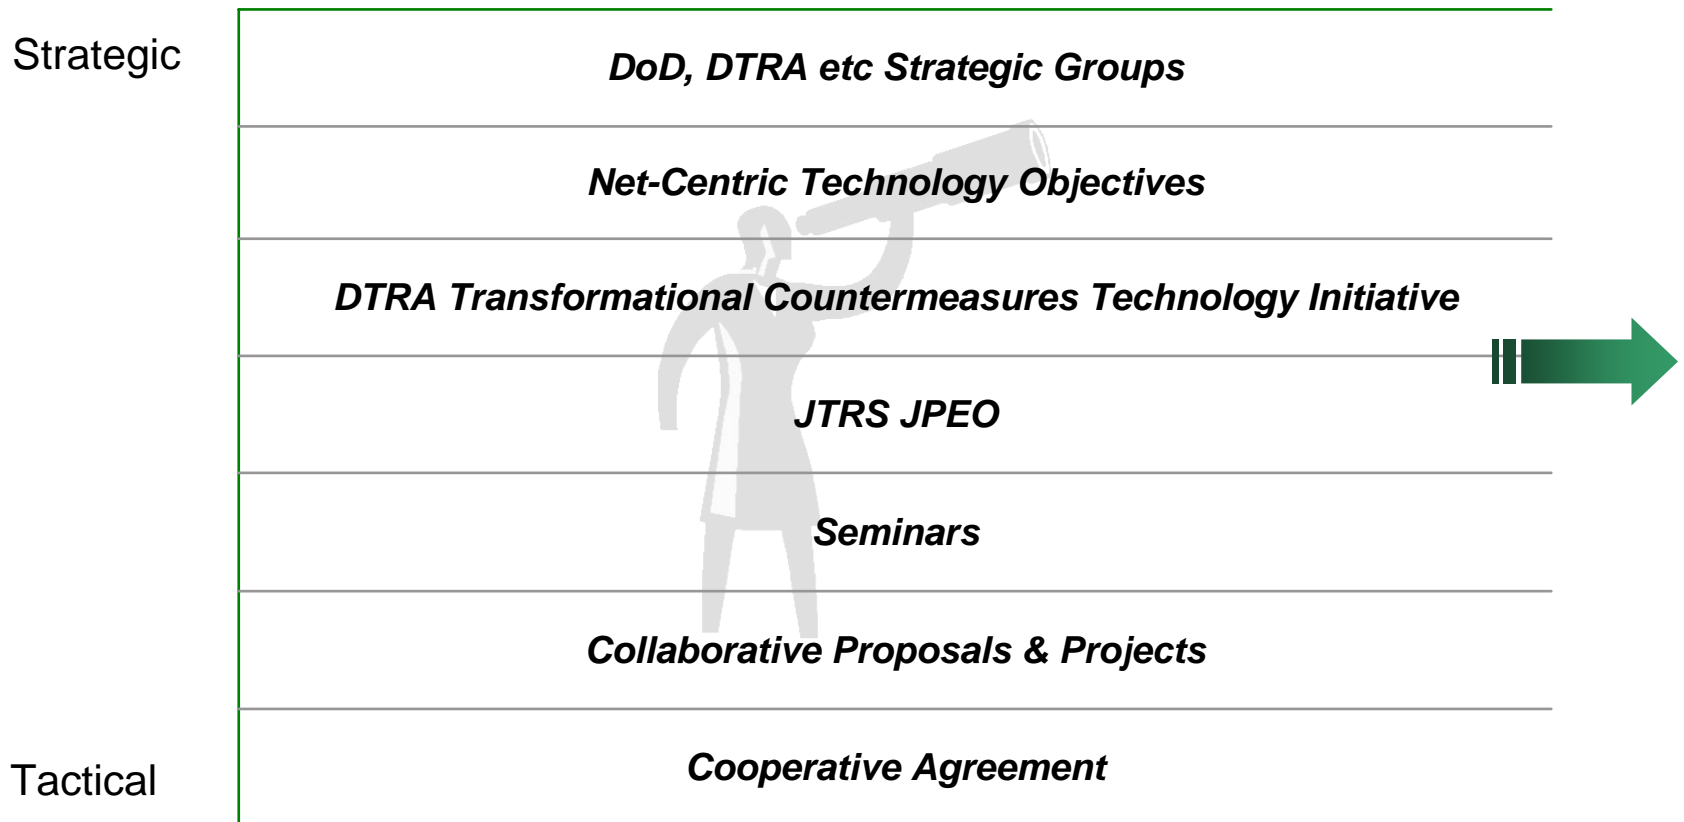 Strategic
DoD, DTRA etc Strategic Groups
Net-Centric Technology Objectives
DTRA Transformational Countermeasures Technology Initiative
JTRS JPEO
Seminars
Collaborative Proposals & Projects
Cooperative Agreement
Tactical